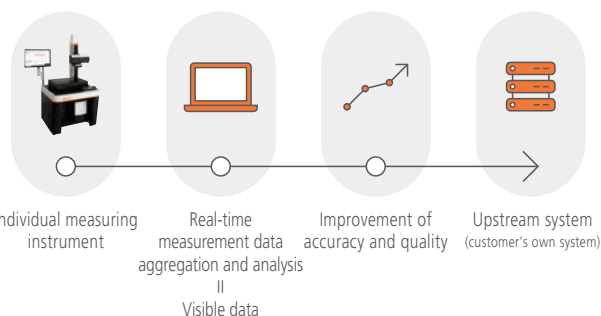 ndividual measuring
instrument
Real-time
measurement data
aggregation and analysis
II
Visible data
Improvement of
accuracy and quality
Upstream system
(customer's own system)